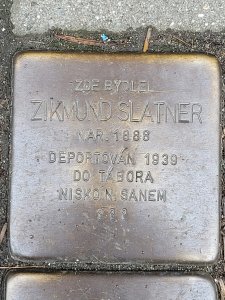 ZDE BYDLEL
ZIKMUND SLATNER
NAR. 1888
DEPORTOVÁN 1939
DO TÁBORA
NISKO N. SANEM
? ? ?